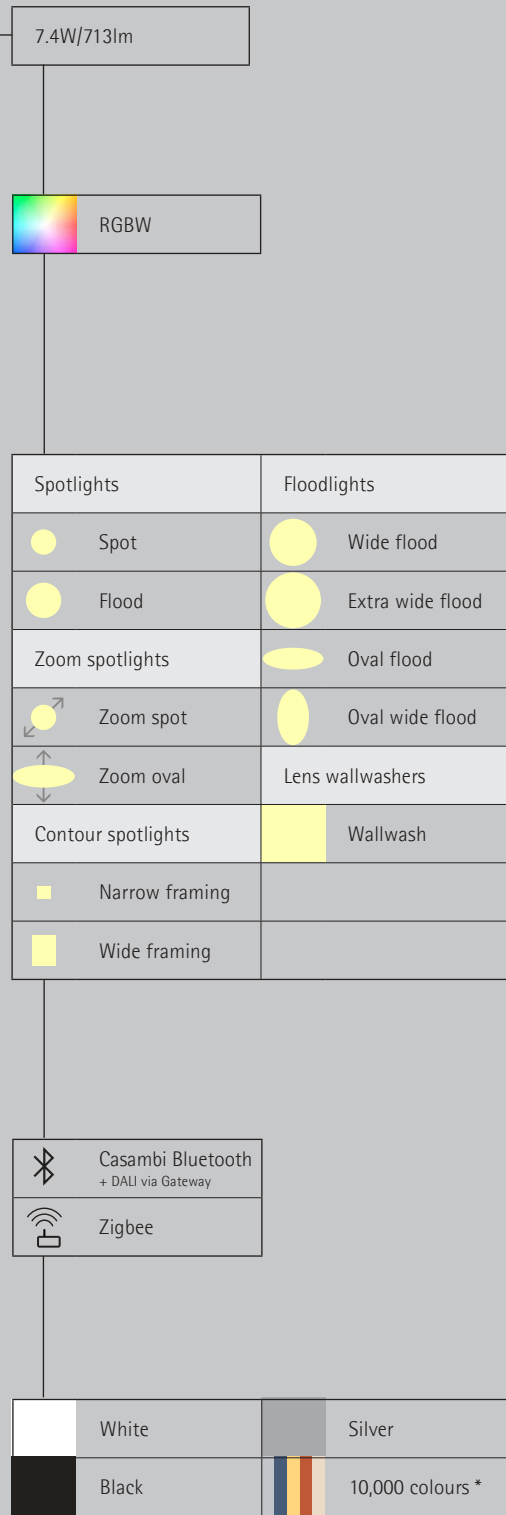 7.4W/713lm
RGBW
Spotlights
Floodlights
Spot
Wide flood
Flood
Extra wide flood
Zoom spotlights
Oval flood
Zoom spot
Oval wide flood
Zoom oval
Lens wallwashers
Contour spotlights
Wallwash
Narrow framing
Wide framing
Casambi Bluetooth
+ DALI via Gateway
Zigbee
White
Silver
Black
10,000 colours *